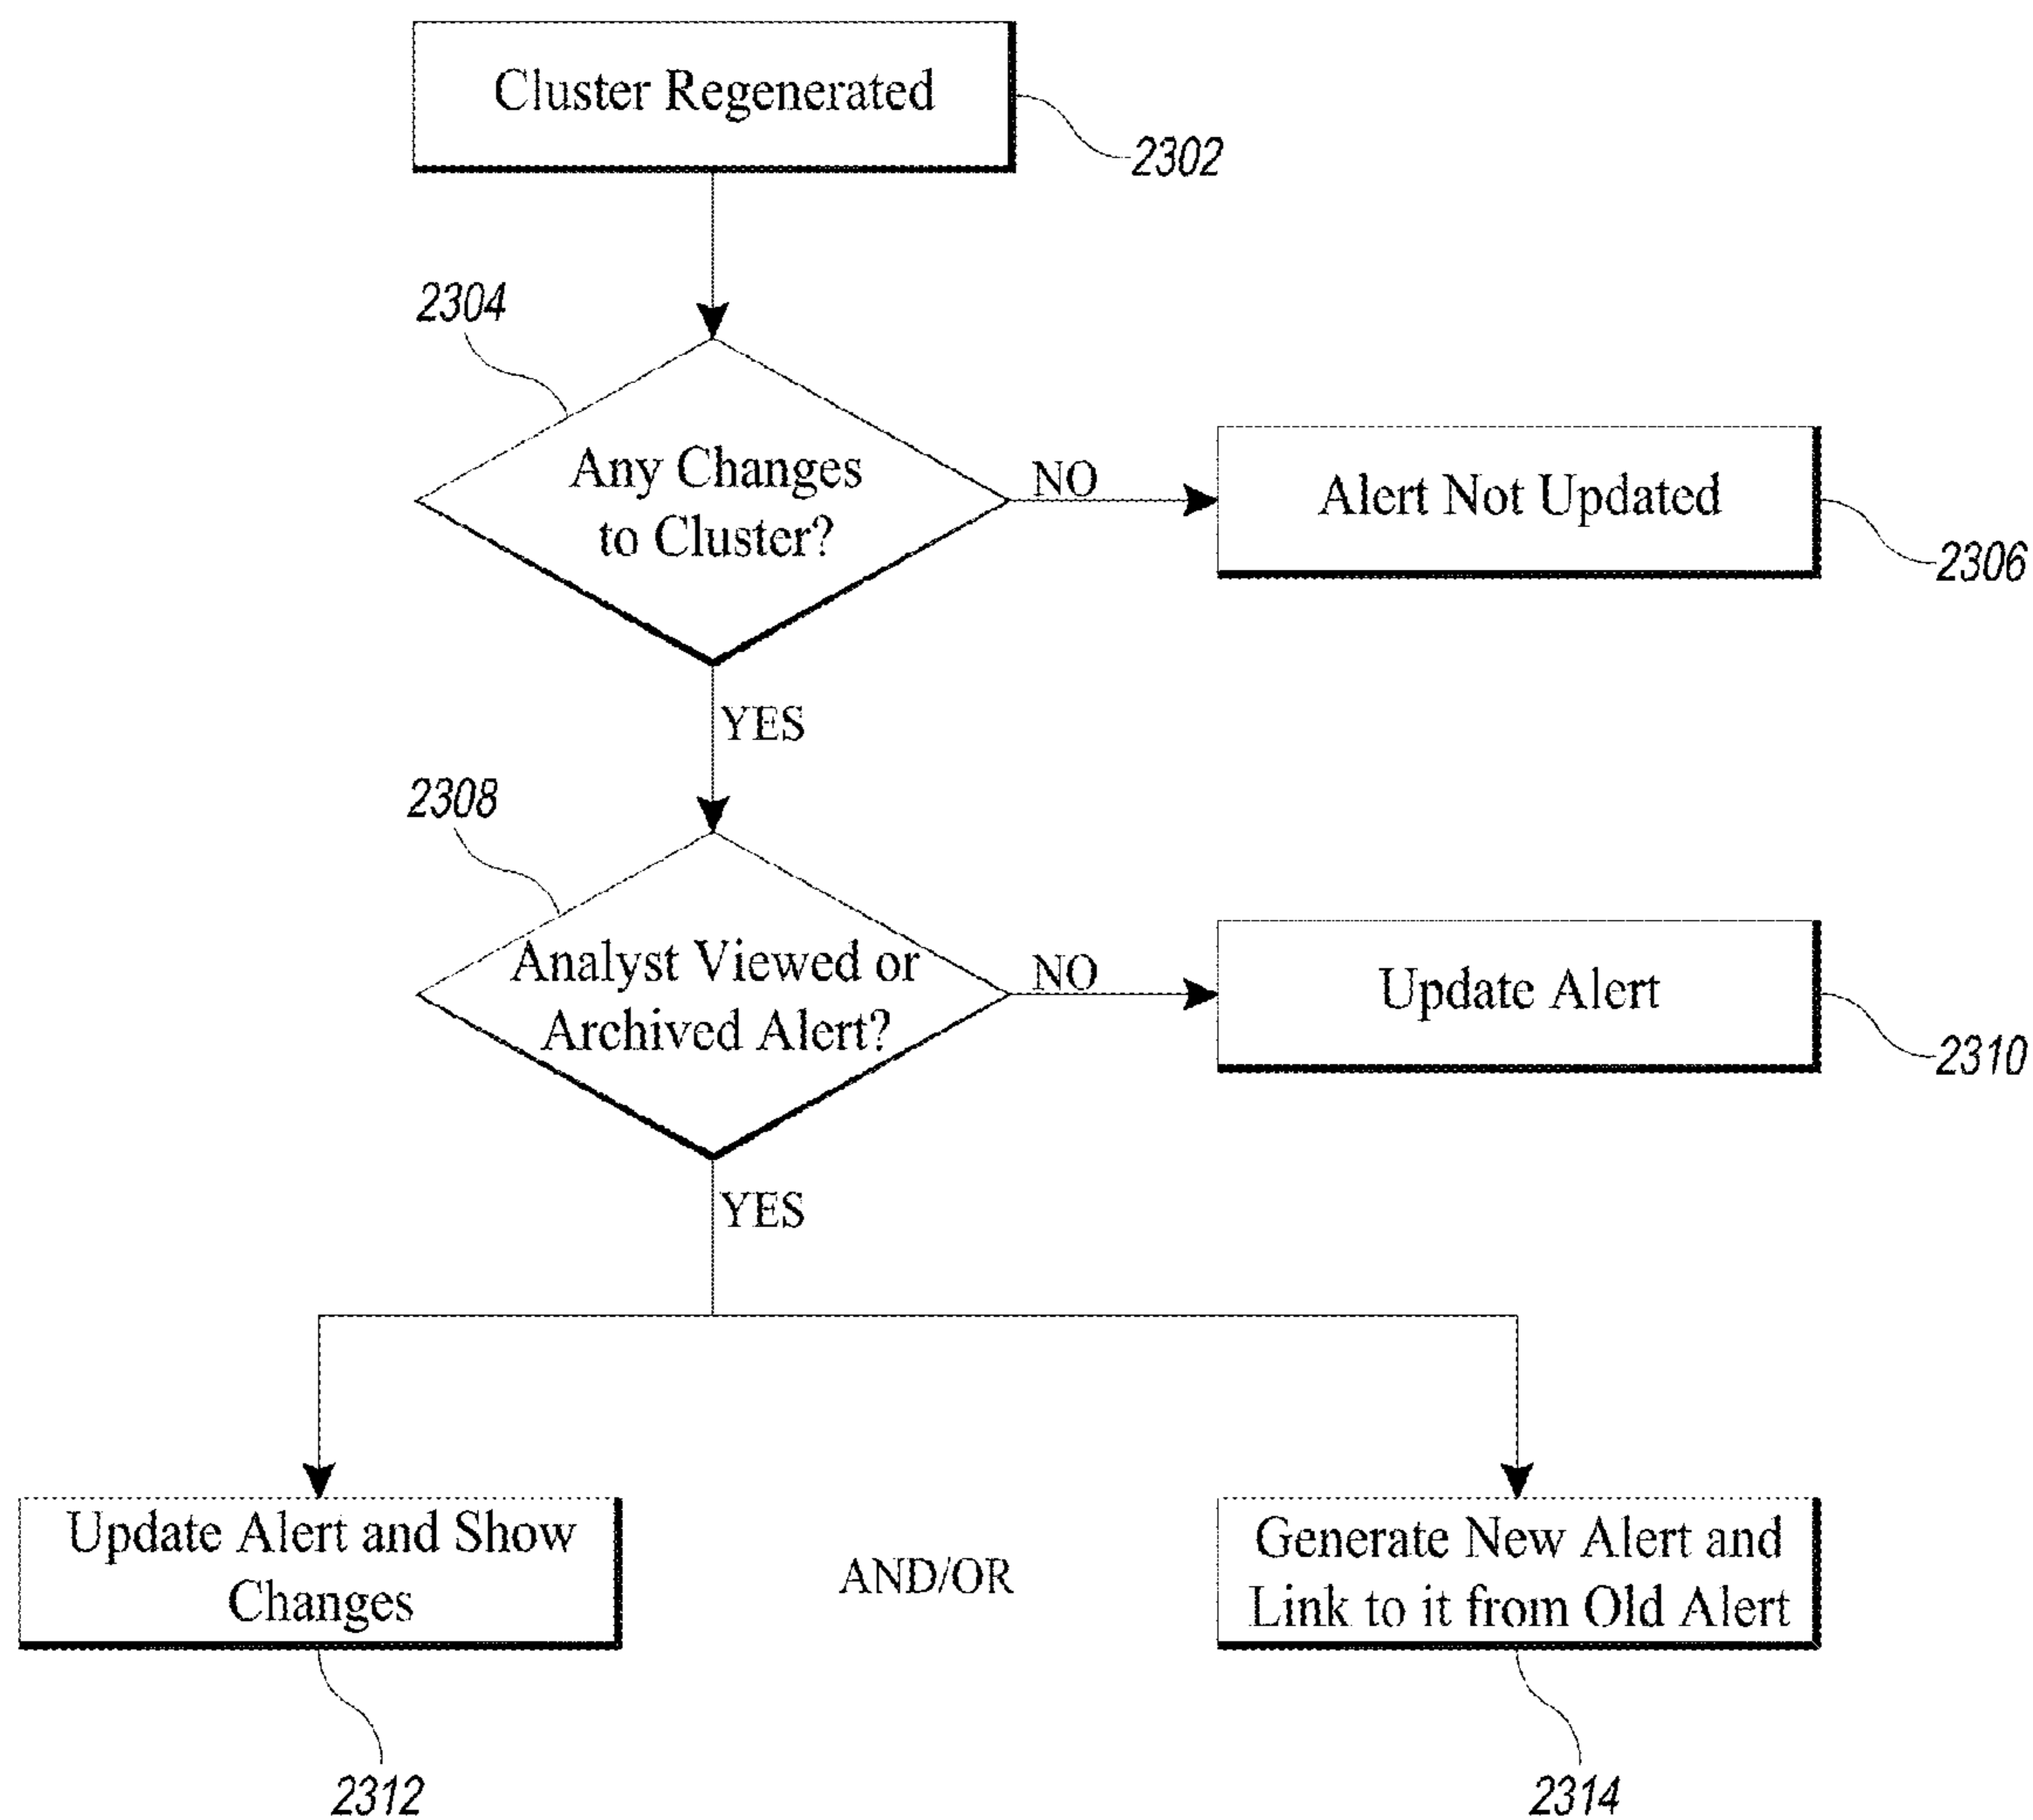 Cluster Regenerated
2302
2304
Any Changes
to Cluster?
NO
Alert Not Updated
2306
YES
2308
Analyst Viewed or
Archived Alert?
NO
Update Alert
2310
YES
Update Alert and Show
Changes
AND/OR
Generate New Alert and
Link to it from Old Alert
2312
2314